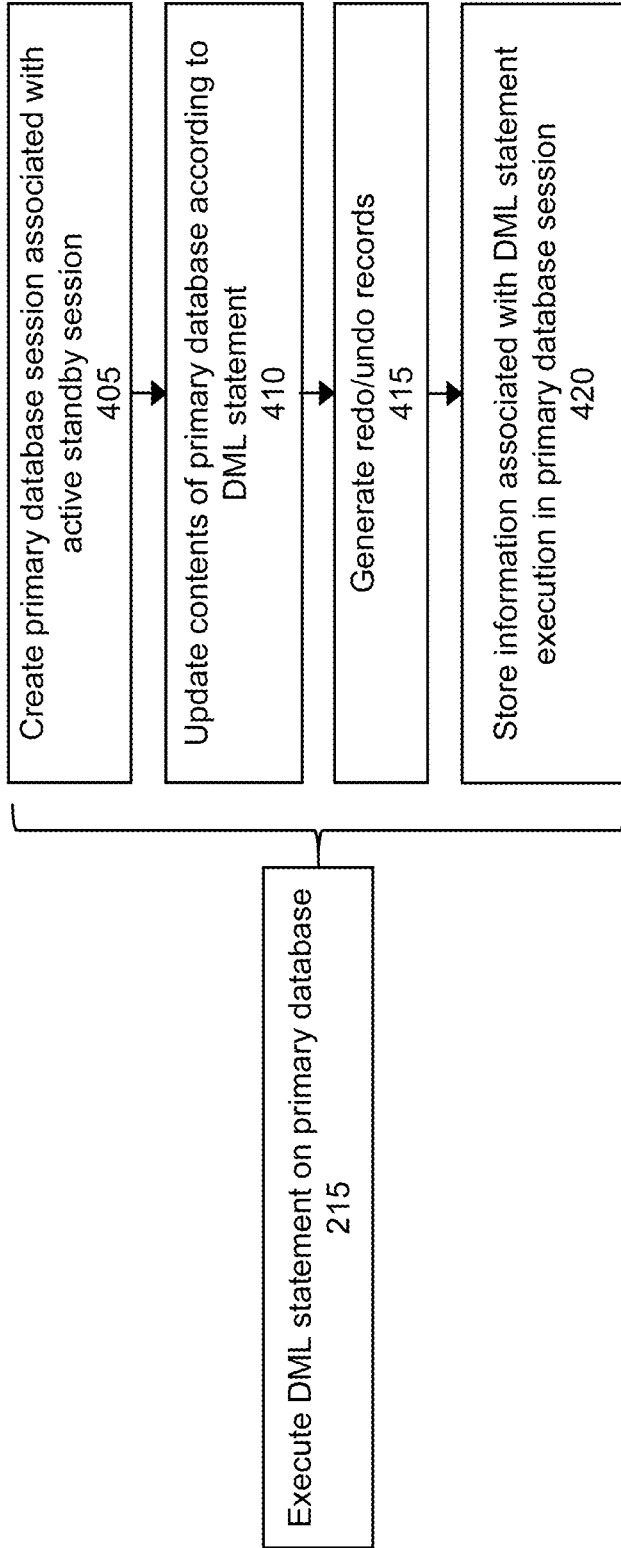 Execute DML statement on primary database
215
Create primary database session associated with
active standby session
405
Update contents of primary database according to
DML statement
410
Generate redo/undo records
415
Store information associated with DML statement
execution in primary database session
420